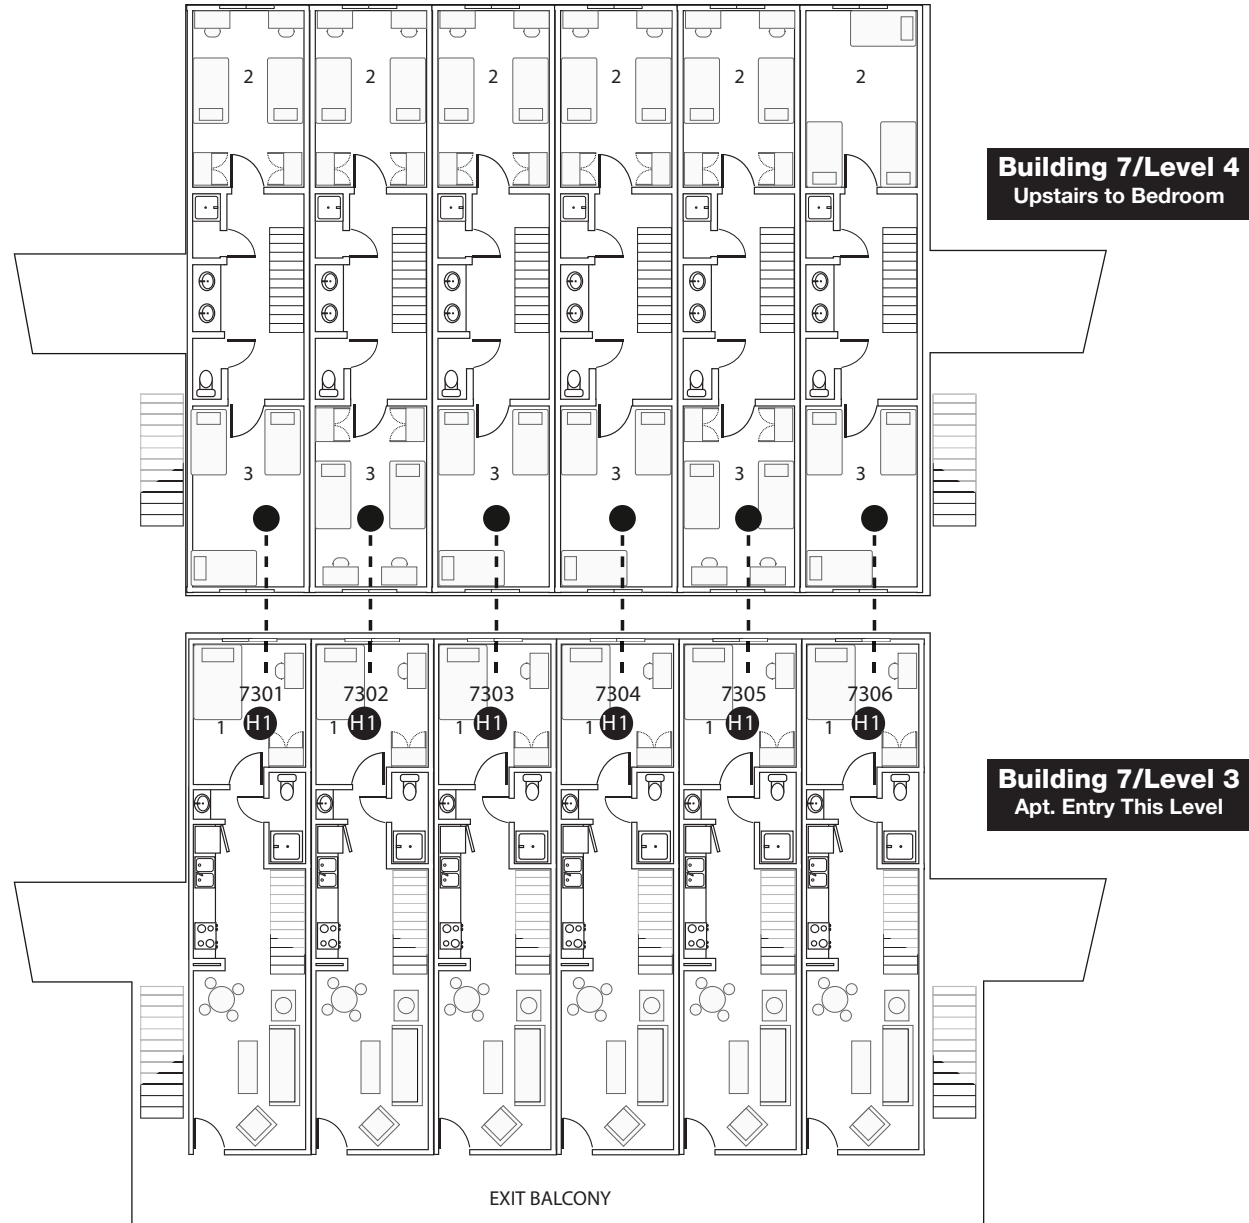 2 2 2 2 2 2
Building 7/Level 4
Upstairs to Bedroom
3 3 3 3 3 3
7301 7302 7303 7304 7305 7306
1 H1 1 H1 1 H1 1 H1 1 H1 1 H1
Building 7/Level 3
Apt. Entry This Level
EXIT BALCONY